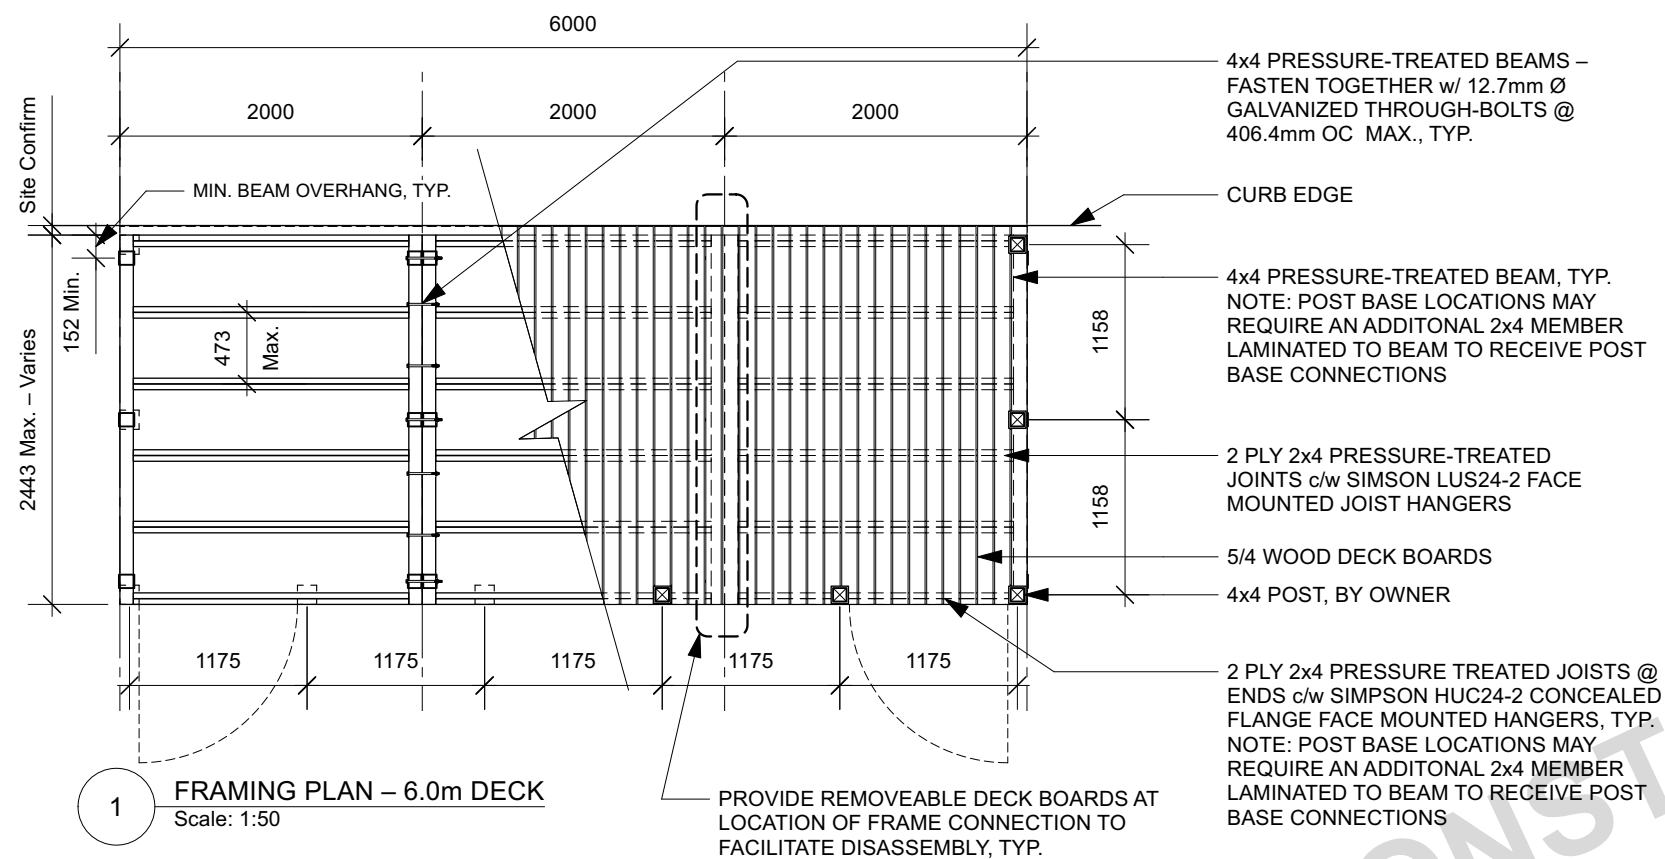 6000
4x4 PRESSURE-TREATED BEAMS –
FASTEN TOGETHER w/ 12.7mm Ø
GALVANIZED THROUGH-BOLTS @
406.4mm OC MAX., TYP.
2000
2000
2000
Site Confirm
MIN. BEAM OVERHANG, TYP.
CURB EDGE
152 Min.
2443 Max. – Varies
473
Max.
1158
1158
4x4 PRESSURE-TREATED BEAM, TYP.
NOTE: POST BASE LOCATIONS MAY
REQUIRE AN ADDITONAL 2x4 MEMBER
LAMINATED TO BEAM TO RECEIVE POST
BASE CONNECTIONS
2 PLY 2x4 PRESSURE-TREATED
JOINTS c/w SIMSON LUS24-2 FACE
MOUNTED JOIST HANGERS
5/4 WOOD DECK BOARDS
4x4 POST, BY OWNER
1175
1175
1175
1175
1175
2 PLY 2x4 PRESSURE TREATED JOISTS @
ENDS c/w SIMPSON HUC24-2 CONCEALED
FLANGE FACE MOUNTED HANGERS, TYP.
NOTE: POST BASE LOCATIONS MAY
REQUIRE AN ADDITONAL 2x4 MEMBER
LAMINATED TO BEAM TO RECEIVE POST
BASE CONNECTIONS
1
FRAMING PLAN – 6.0m DECK
Scale: 1:50
PROVIDE REMOVEABLE DECK BOARDS AT
LOCATION OF FRAME CONNECTION TO
FACILITATE DISASSEMBLY, TYP.
ONST